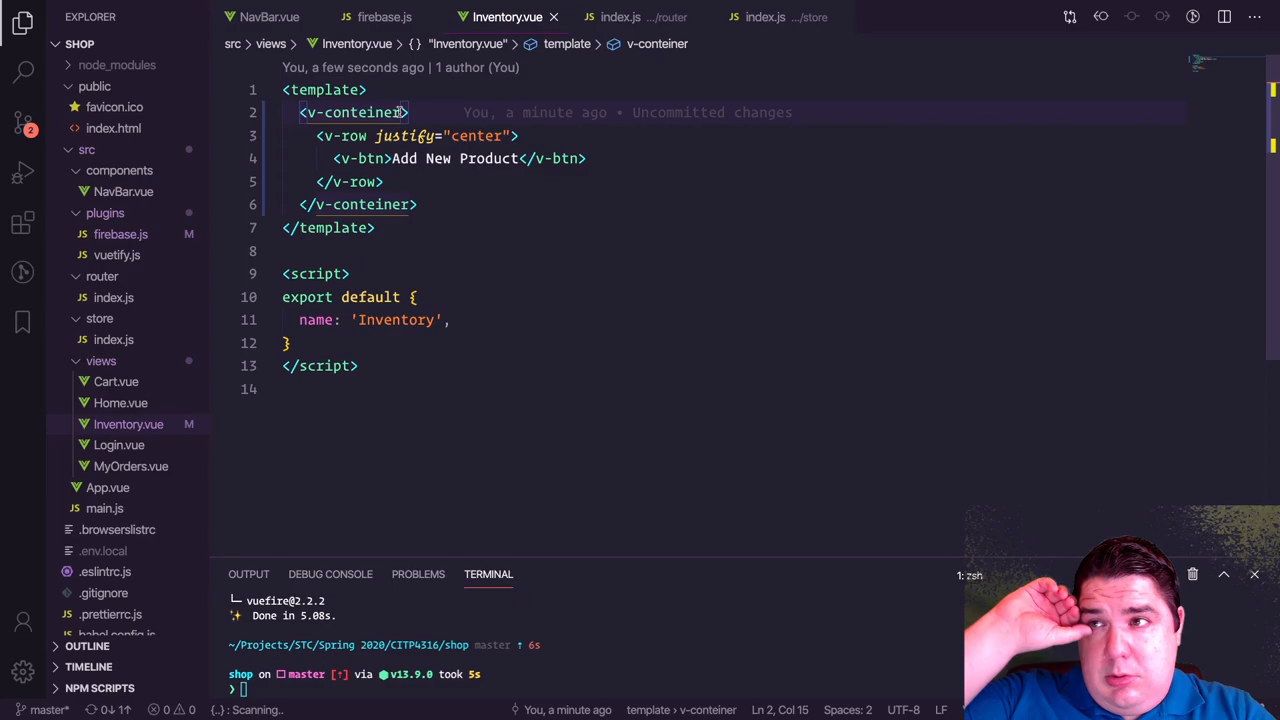 NavBar.vue firebase.js Inventory.vue index.js .../router index.js .../store
EXPLORER
src › views › Inventory.vue › {} "Inventory.vue" › template › v-conteiner
SHOP
node_modules
public
favicon.ico
index.html
src
components
NavBar.vue
plugins
firebase.js M
vuetify.js
router
index.js
store
index.js
views
Cart.vue
Home.vue
Inventory.vue M
Login.vue
MyOrders.vue
App.vue
main.js
.browserslistrc
.env.local
.eslintrc.js
.gitignore
.prettierrc.js
babel.config.js
OUTLINE
TIMELINE
NPM SCRIPTS
2
You, a few seconds ago | 1 author (You)
1 <template>
2 <v-conteiner> You, a minute ago • Uncommitted changes
3 <v-row justify="center">
4 <v-btn>Add New Product</v-btn>
5 </v-row>
6 </v-conteiner>
7 </template>
8
9 <script>
10 export default {
11 name: 'Inventory',
12 }
13 </script>
14
OUTPUT DEBUG CONSOLE PROBLEMS TERMINAL 1: zsh
└─ vuefire@2.2.2
✨ Done in 5.08s.
~/Projects/STC/Spring 2020/CITP4316/shop master ↑ 6s
shop on master [↑] via v13.9.0 took 5s
❯
master* 0↓ 1↑ 0 0 {..} : Scanning.. You, a minute ago template › v-conteiner Ln 2, Col 15 Spaces: 2 UTF-8 LF